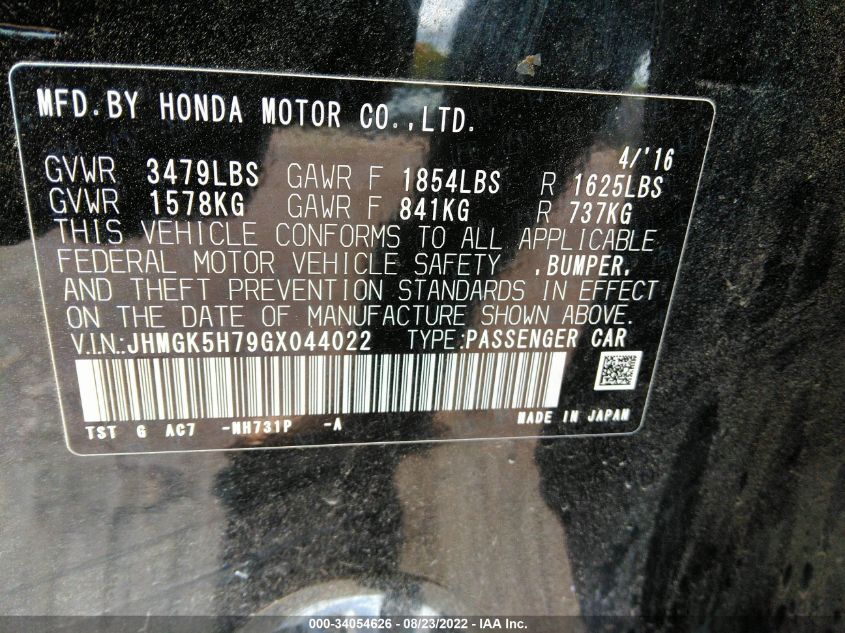 MFD.BY HONDA MOTOR CO.,LTD.
4/'16
GVWR 3479LBS GAWR F 1854LBS R 1625LBS
GVWR 1578KG GAWR F 841KG R 737KG
THIS VEHICLE CONFORMS TO ALL APPLICABLE
FEDERAL MOTOR VEHICLE SAFETY ,BUMPER,
AND THEFT PREVENTION STANDARDS IN EFFECT
ON THE DATE OF MANUFACTURE SHOWN ABOVE.
V.I.N.:JHMGK5H79GX044022 TYPE:PASSENGER CAR
TST G AC7 -NH731P -A MADE IN JAPAN
000-34054626 - 08/23/2022 - IAA Inc.